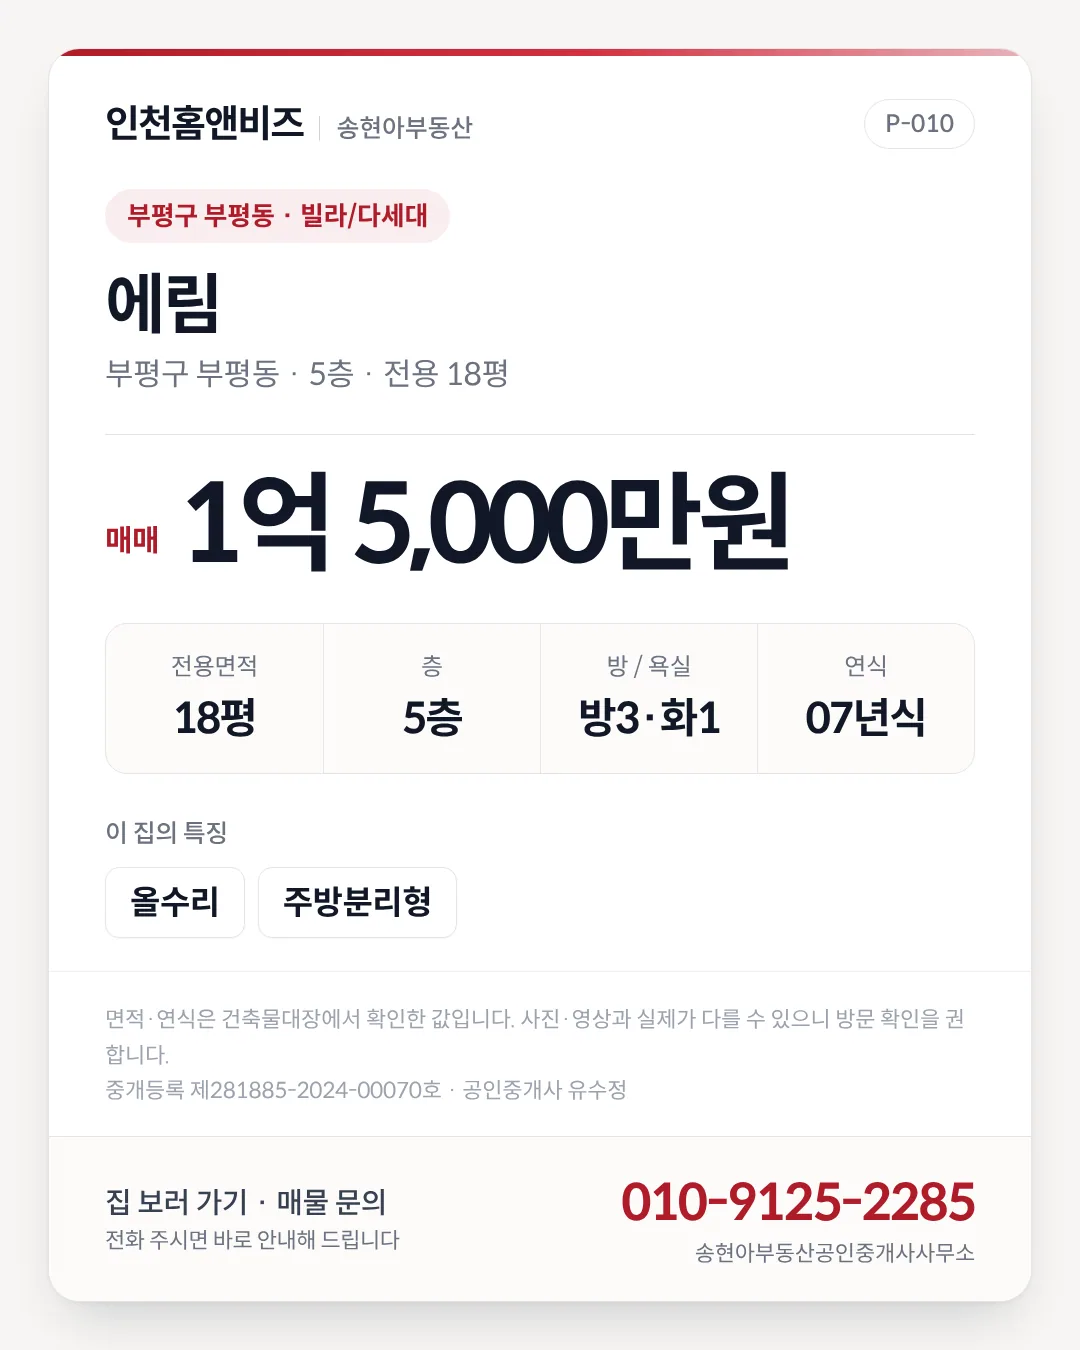 인천홈앤비즈 | 송현아부동산
P-010
부평구 부평동 · 빌라/다세대
에림
부평구 부평동 · 5층 · 전용 18평
매매 1억 5,000만원
전용면적 층 방 / 욕실 연식
18평 5층 방3·화1 07년식
이 집의 특징
올수리 주방분리형
면적·연식은 건축물대장에서 확인한 값입니다. 사진·영상과 실제가 다를 수 있으니 방문 확인을 권
합니다.
중개등록 제281885-2024-00070호 · 공인중개사 유수정
집 보러 가기 · 매물 문의
전화 주시면 바로 안내해 드립니다
010-9125-2285
송현아부동산공인중개사사무소